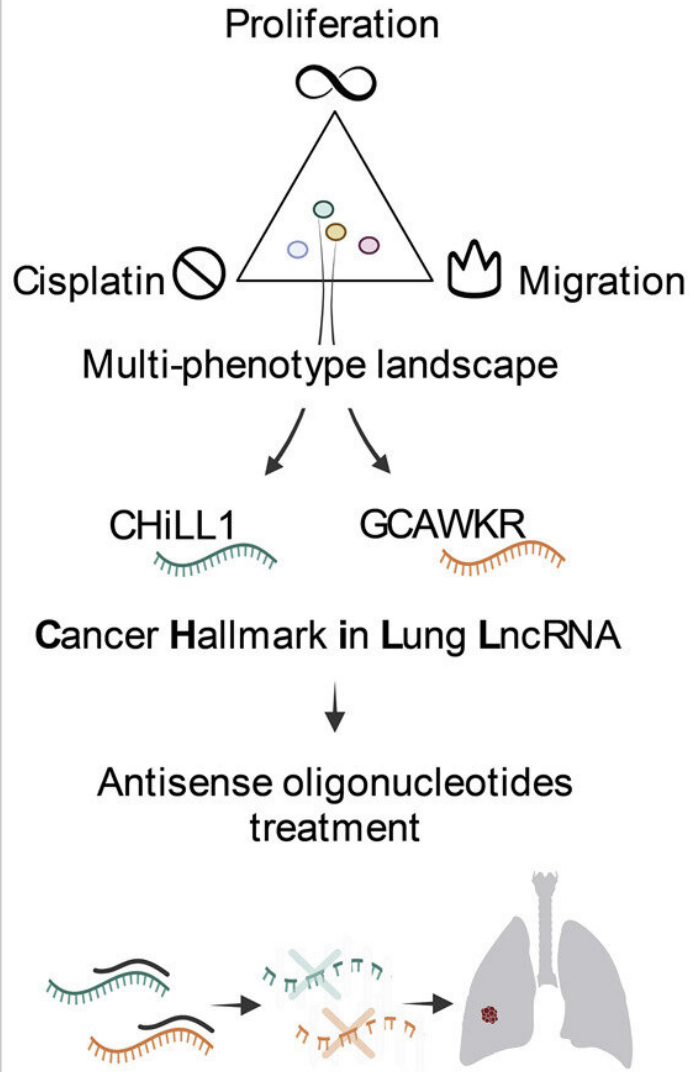 Proliferation
Cisplatin
Migration
Multi-phenotype landscape
CHiLL1
GCAWKR
Cancer Hallmark in Lung LncRNA
Antisense oligonucleotides
treatment